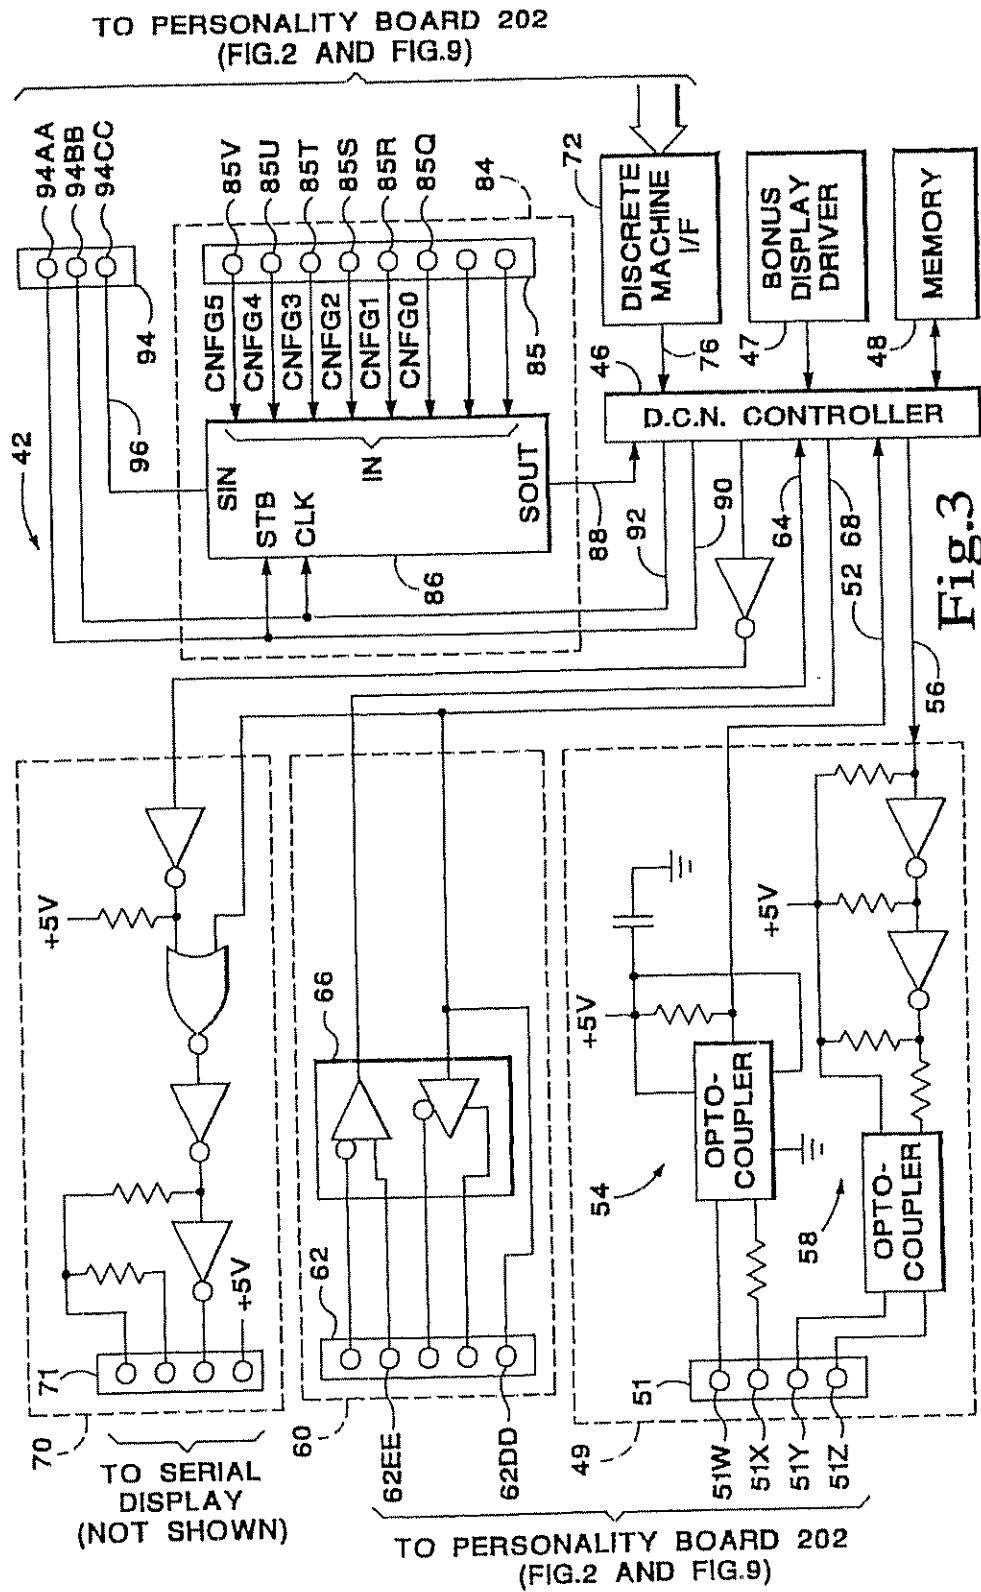 TO PERSONALITY BOARD 202
(FIG.2 AND FIG.9)
94AA
94BB
94CC
94
96
42
85V
85U
85T
85S
85R
85Q
84
85
CNFG5
CNFG4
CNFG3
CNFG2
CNFG1
CNFG0
SIN
STB
CLK
IN
SOUT
86
88
92
90
72
DISCRETE
MACHINE
I/F
76
BONUS
DISPLAY
DRIVER
47
MEMORY
48
46
D.C.N. CONTROLLER
64
68
52
56
Fig.3
+5V
+5V
71
70
TO SERIAL
DISPLAY
(NOT SHOWN)
66
62
60
62EE
62DD
+5V
OPTO-
COUPLER
54
+5V
OPTO-
COUPLER
58
51
49
51W
51X
51Y
51Z
TO PERSONALITY BOARD 202
(FIG.2 AND FIG.9)